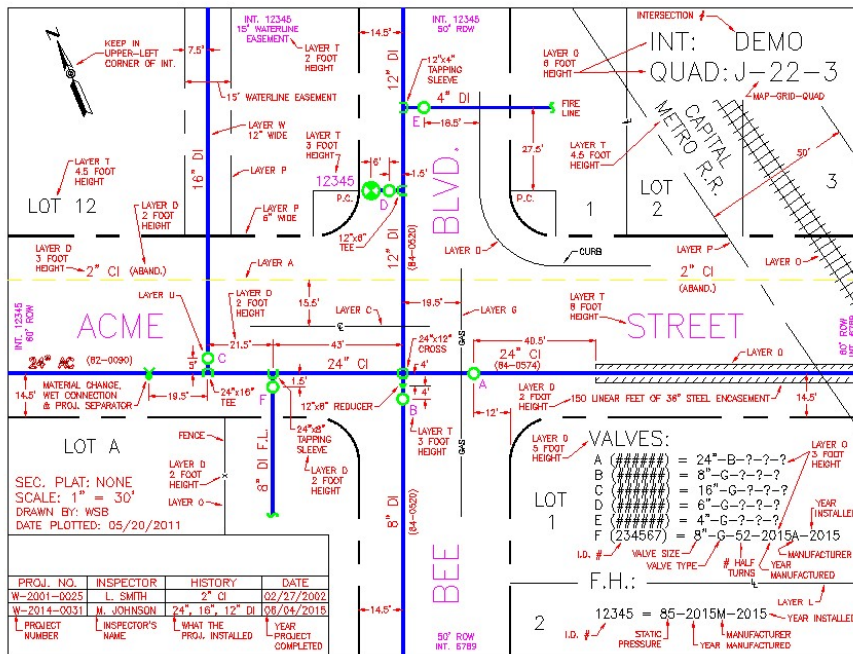 INT. 12345
15' WATERLINE
EASEMENT
14.5'
INT. 12345
50' ROW
INTERSECTION #
KEEP IN
UPPER-LEFT
CORNER OF INT.
7.5'
LAYER T
2 FOOT
HEIGHT
12" DI
12"x4"
TAPPING
SLEEVE
LAYER O
6 FOOT
HEIGHT
INT: DEMO
QUAD: J-22-3
MAP-GRID-QUAD
15' WATERLINE EASEMENT
4" DI
E
FIRE
LINE
18.5'
LAYER W
12" WIDE
LAYER T
3 FOOT
HEIGHT
27.5'
LAYER T
4.5 FOOT
HEIGHT
CAPITAL
METRO R.R.
50'
LAYER T
4.5 FOOT
HEIGHT
16" DI
LAYER P
6'
1.5'
BLVD.
12345
P.C.
D
P.C.
LOT 12
LAYER D
2 FOOT
HEIGHT
LAYER P
6" WIDE
12"x6"
TEE
12" DI
(84-0520)
1
LOT
2
3
LAYER D
3 FOOT
HEIGHT
2" CI (ABAND.)
LAYER A
LAYER O
CURB
LAYER P
LAYER O
2" CI
(ABAND.)
LAYER U
LAYER D
2 FOOT
HEIGHT
15.5'
LAYER C
19.5'
LAYER G
LAYER T
8 FOOT
HEIGHT
INT. 12345
60' ROW
ACME
STREET
60' ROW
INT. 6789
21.5'
43'
GAS
24"x12"
CROSS
40.5'
24" AC (82-0090)
C
5'
24" CI
4'
24" CI
(84-0574)
LAYER O
A
MATERIAL CHANGE,
WET CONNECTION
& PROJ. SEPARATOR
19.5'
24"x16"
TEE
F
1.5'
12"x8" REDUCER
4'
B
LAYER D
2 FOOT
HEIGHT
150 LINEAR FEET OF 36" STEEL ENCASEMENT
14.5'
14.5'
12'
LOT A
FENCE
24"x8"
TAPPING
SLEEVE
LAYER T
3 FOOT
HEIGHT
GAS
LAYER D
5 FOOT
HEIGHT
VALVES:
LAYER O
3 FOOT
HEIGHT
A (######) = 24"-B-?-?-?
B (######) = 8"-G-?-?-?
C (######) = 16"-G-?-?-?
D (######) = 6"-G-?-?-?
E (######) = 4"-G-?-?-?
F (234567) = 8"-G-52-2015A-2015
YEAR
INSTALLED
I.D. #
VALVE SIZE
VALVE TYPE
# HALF
TURNS
YEAR
MANUFACTURED
MANUFACTURER
LOT
1
LAYER D
2 FOOT
HEIGHT
LAYER O
8" DI F.L.
LAYER D
2 FOOT
HEIGHT
8" DI
(84-0520)
SEC. PLAT: NONE
SCALE: 1" = 30'
DRAWN BY: WSB
DATE PLOTTED: 05/20/2011
BEE
F.H.:
LAYER L
2
12345 = 85-2015M-2015
YEAR INSTALLED
I.D. #
STATIC
PRESSURE
MANUFACTURER
YEAR MANUFACTURED
PROJ. NO. INSPECTOR HISTORY DATE
W-2001-0025 L. SMITH 2" CI 02/27/2002
W-2014-0031 M. JOHNSON 24", 16", 12" DI 06/04/2015
PROJECT
NUMBER
INSPECTOR'S
NAME
WHAT THE
PROJ. INSTALLED
YEAR
PROJECT
COMPLETED
14.5'
50' ROW
INT. 6789